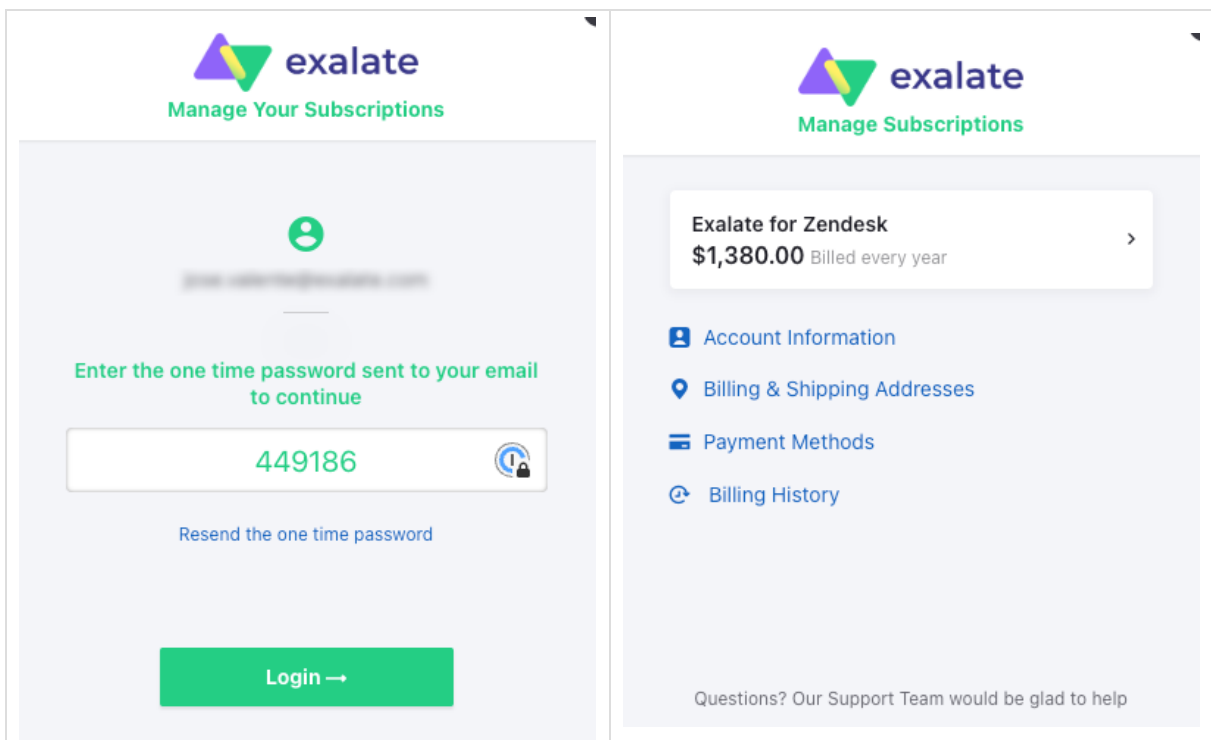 exalate
Manage Your Subscriptions
Enter the one time password sent to your email
to continue
449186
Resend the one time password
Login →
exalate
Manage Subscriptions
Exalate for Zendesk
$1,380.00 Billed every year
Account Information
Billing & Shipping Addresses
Payment Methods
Billing History
Questions? Our Support Team would be glad to help